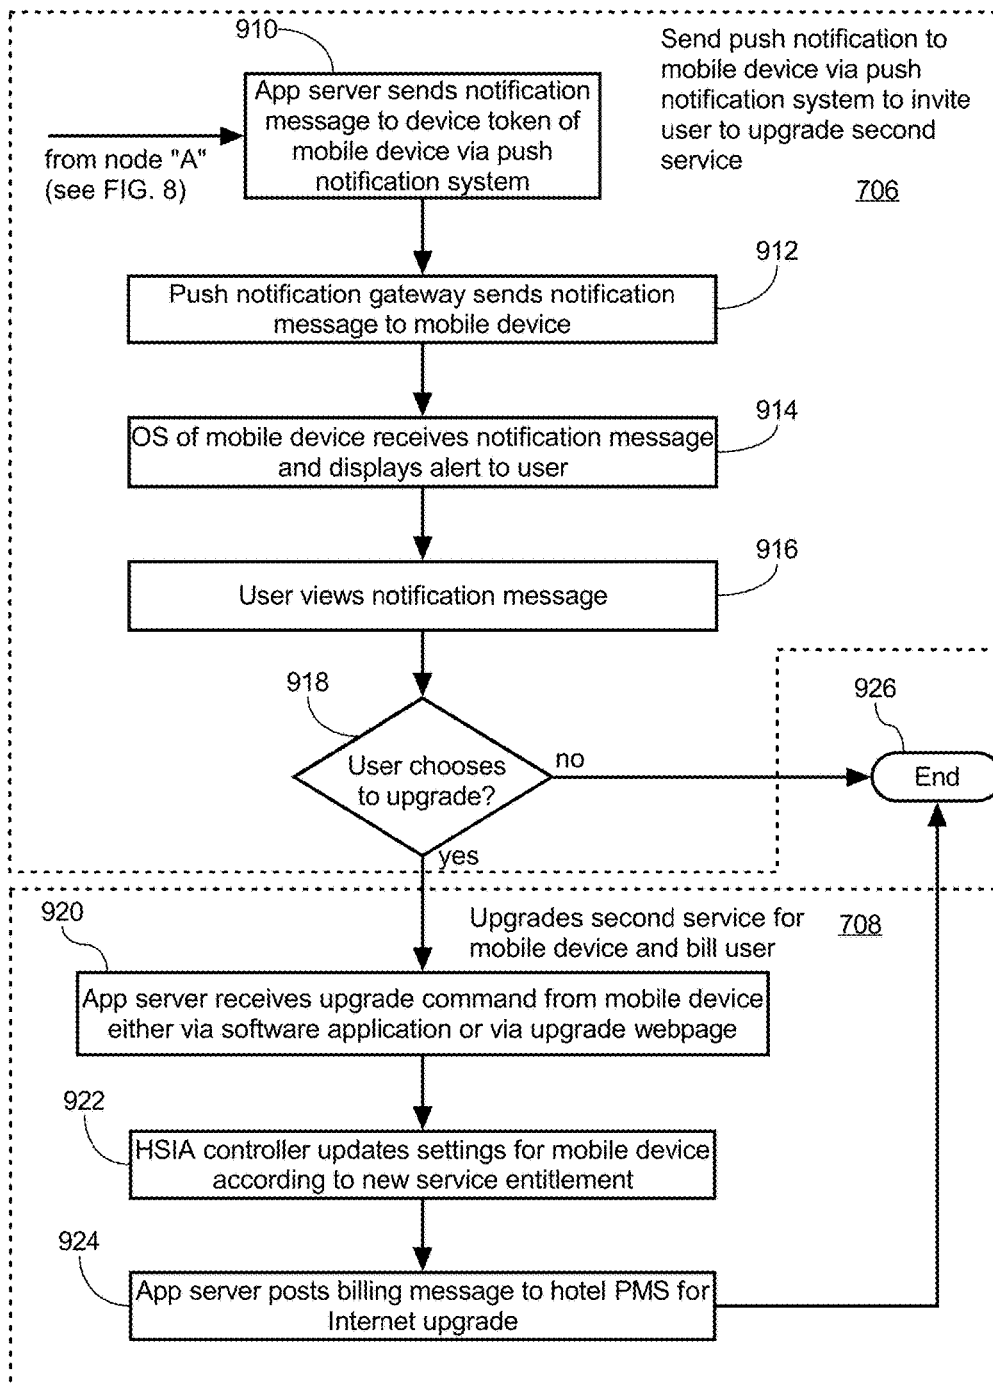 910
Send push notification to
mobile device via push
notification system to invite
user to upgrade second
service
706
App server sends notification
message to device token of
mobile device via push
notification system
from node "A"
(see FIG. 8)
912
Push notification gateway sends notification
message to mobile device
914
OS of mobile device receives notification message
and displays alert to user
916
User views notification message
918
User chooses
to upgrade?
no
yes
926
End
920
Upgrades second service for
mobile device and bill user
708
App server receives upgrade command from mobile device
either via software application or via upgrade webpage
922
HSIA controller updates settings for mobile device
according to new service entitlement
924
App server posts billing message to hotel PMS for
Internet upgrade